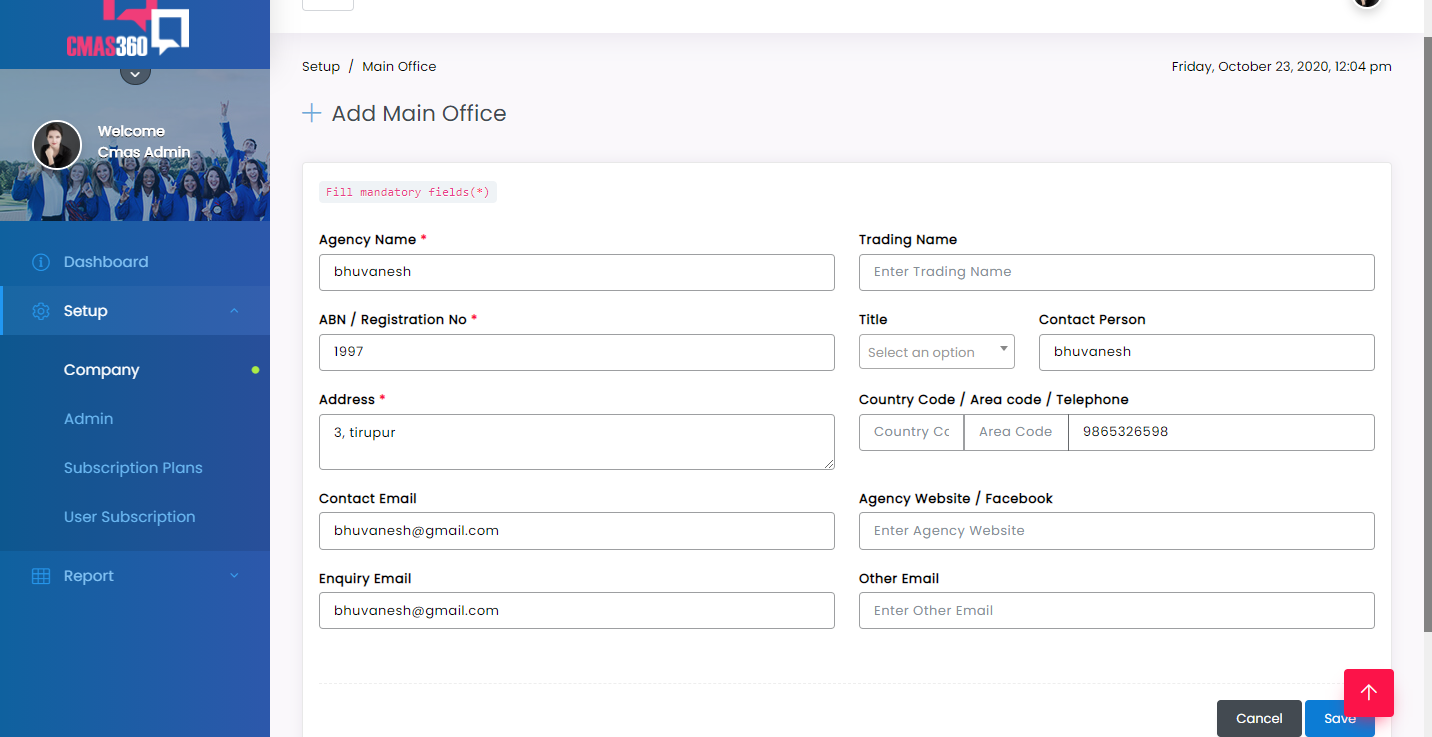 CMAS360
Welcome
Cmas Admin
Dashboard
Setup
Company
Admin
Subscription Plans
User Subscription
Report
Setup / Main Office
Friday, October 23, 2020, 12:04 pm
Add Main Office
Fill mandatory fields(*)
Agency Name *
bhuvanesh
Trading Name
Enter Trading Name
ABN / Registration No *
1997
Title
Select an option
Contact Person
bhuvanesh
Address *
3, tirupur
Country Code / Area code / Telephone
Country Cc Area Code 9865326598
Contact Email
bhuvanesh@gmail.com
Agency Website / Facebook
Enter Agency Website
Enquiry Email
bhuvanesh@gmail.com
Other Email
Enter Other Email
Cancel
Save